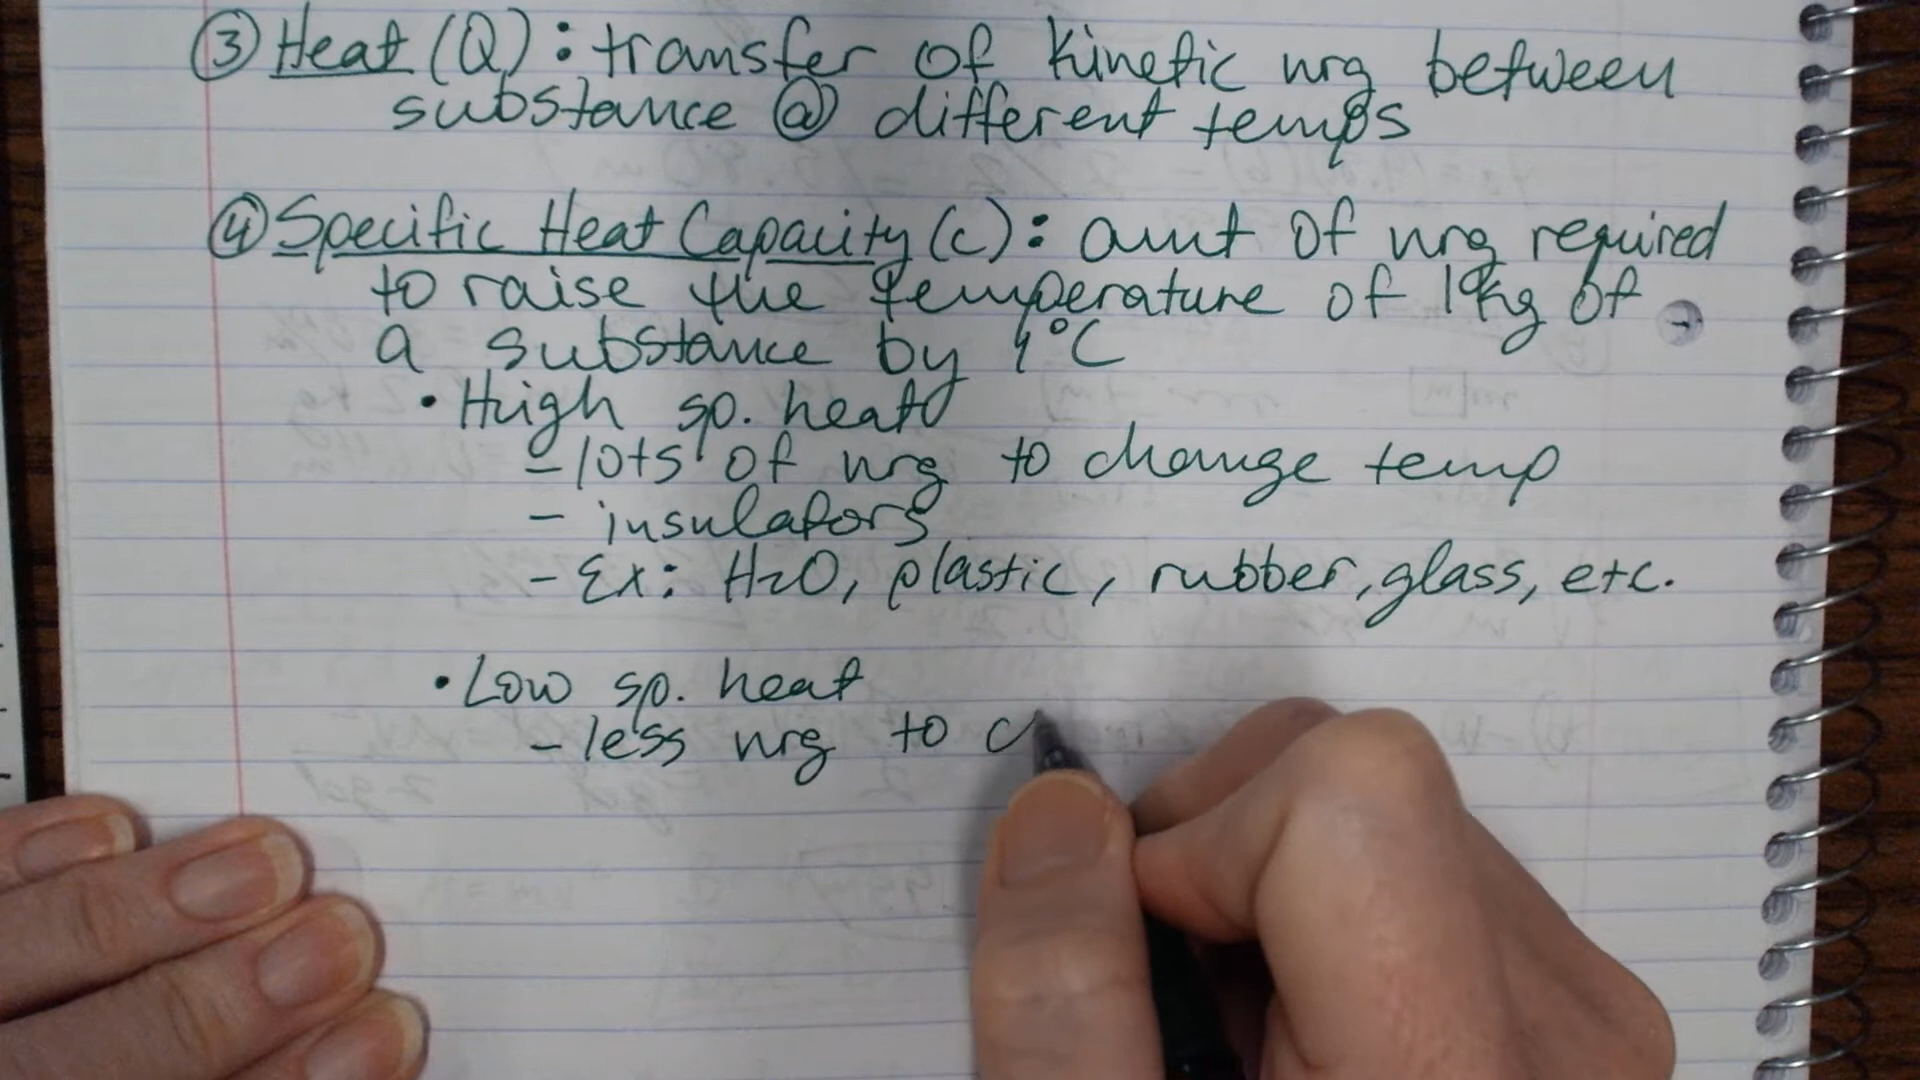 ③ Heat (Q): transfer of kinetic nrg between
substance @ different temps
④ Specific Heat Capacity (c): amt of nrg required
to raise the temperature of 1kg of
a substance by 1°C
• High sp. heat
- lots of nrg to change temp
- insulators
- Ex: H2O, plastic, rubber, glass, etc.
• Low sp. heat
- less nrg to c